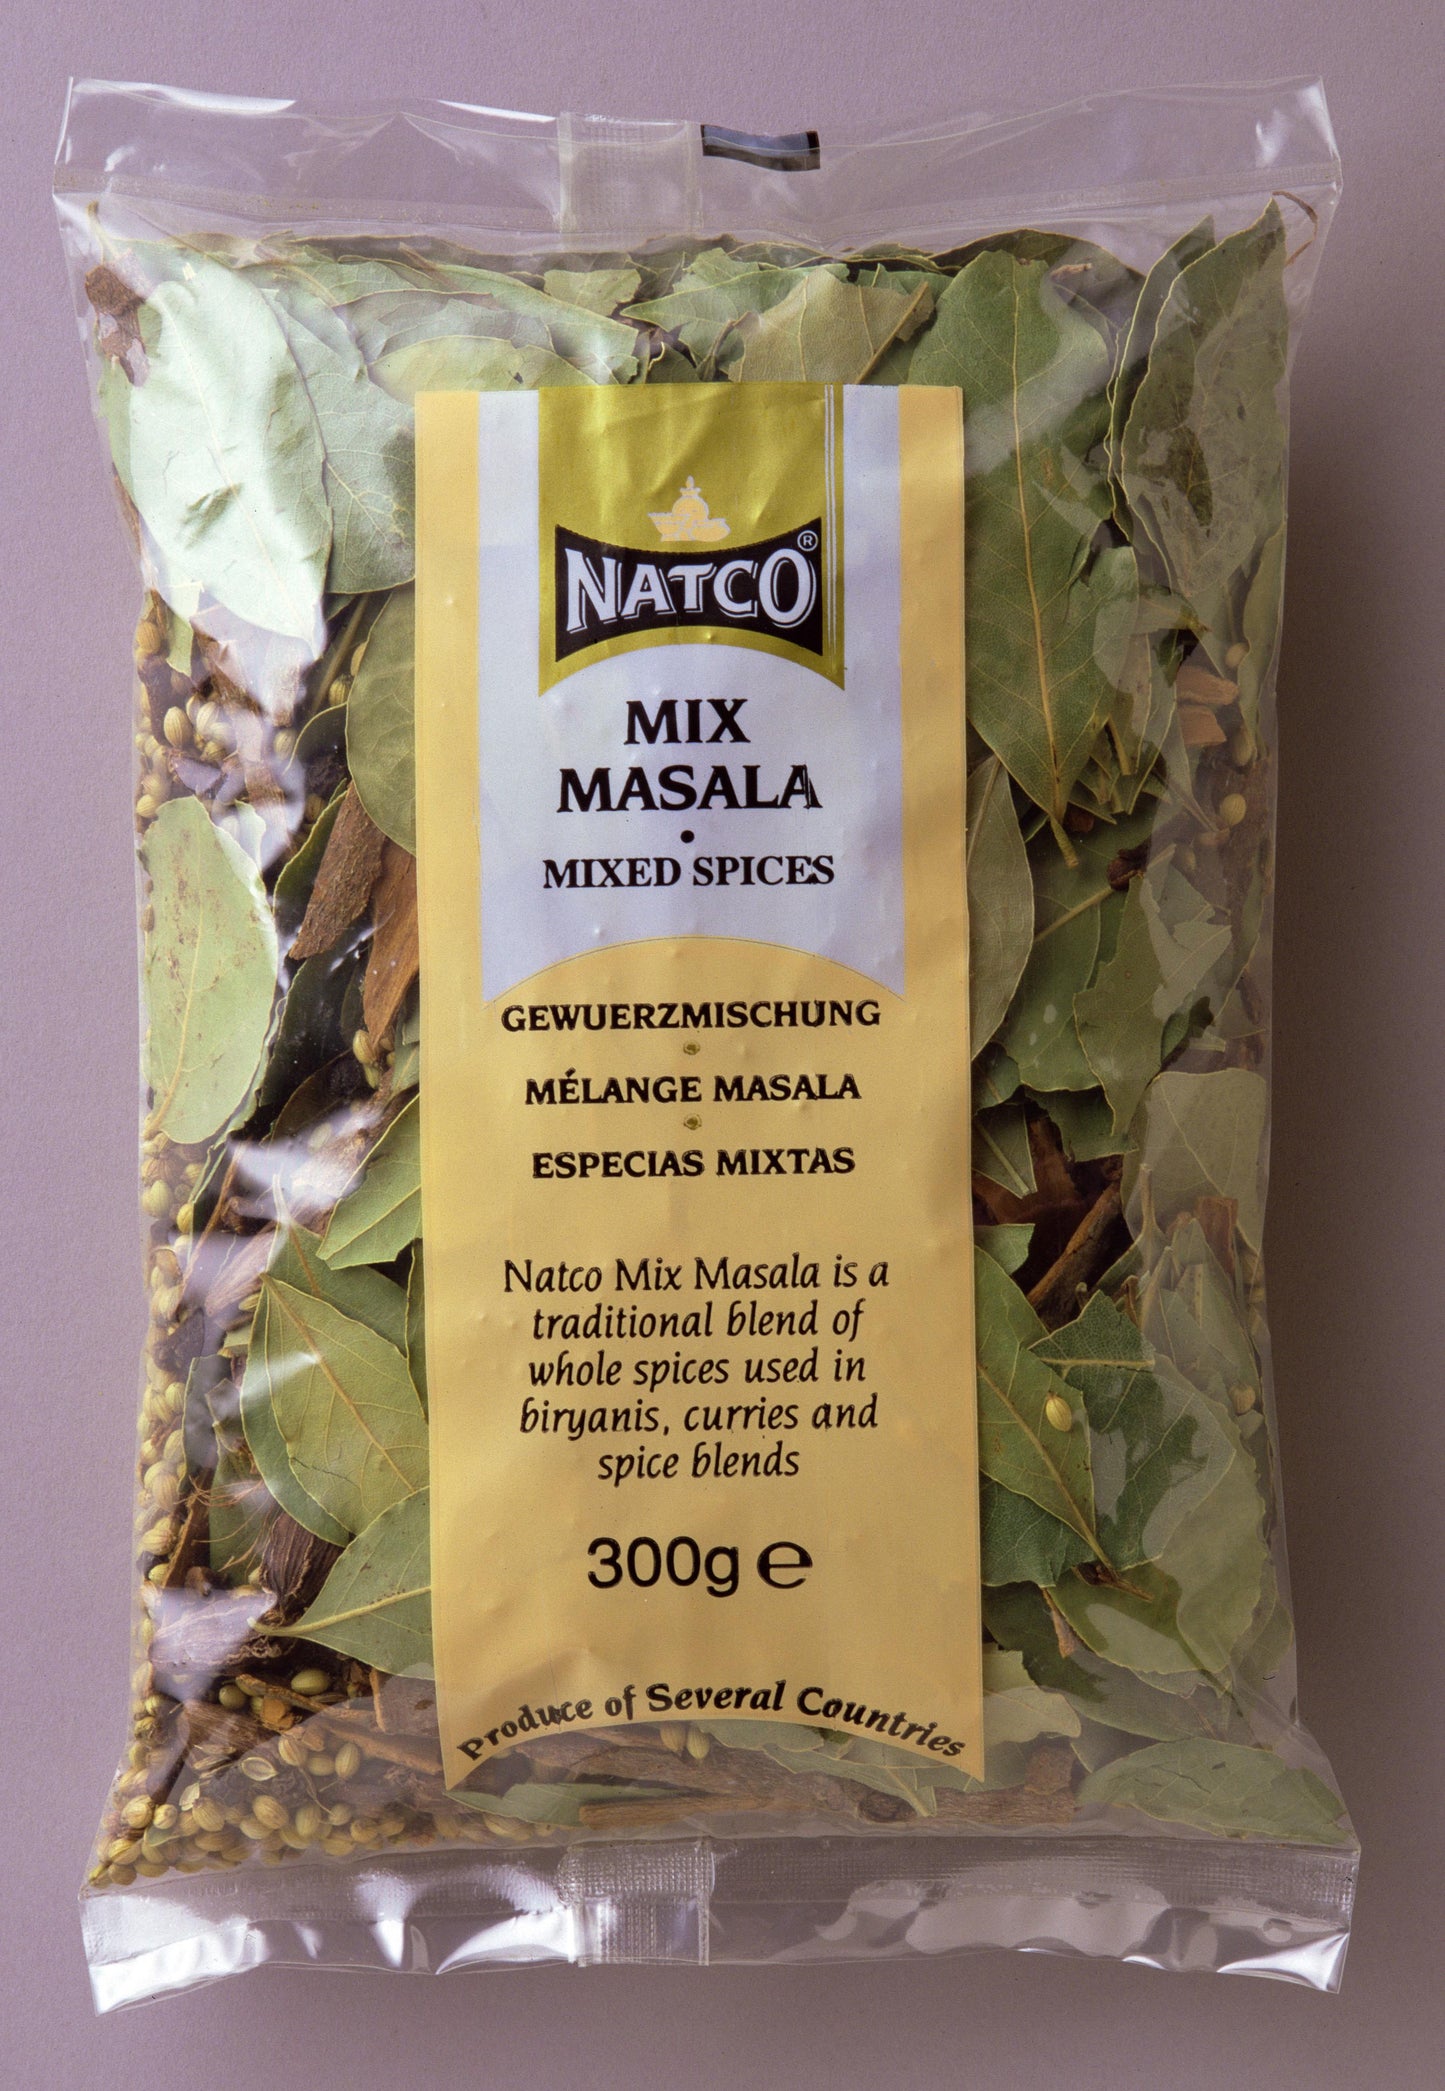 NATCO®
MIX
MASALA
•
MIXED SPICES
GEWUERZMISCHUNG
•
MÉLANGE MASALA
•
ESPECIAS MIXTAS
Natco Mix Masala is a
traditional blend of
whole spices used in
biryanis, curries and
spice blends
300g e
Produce of Several Countries